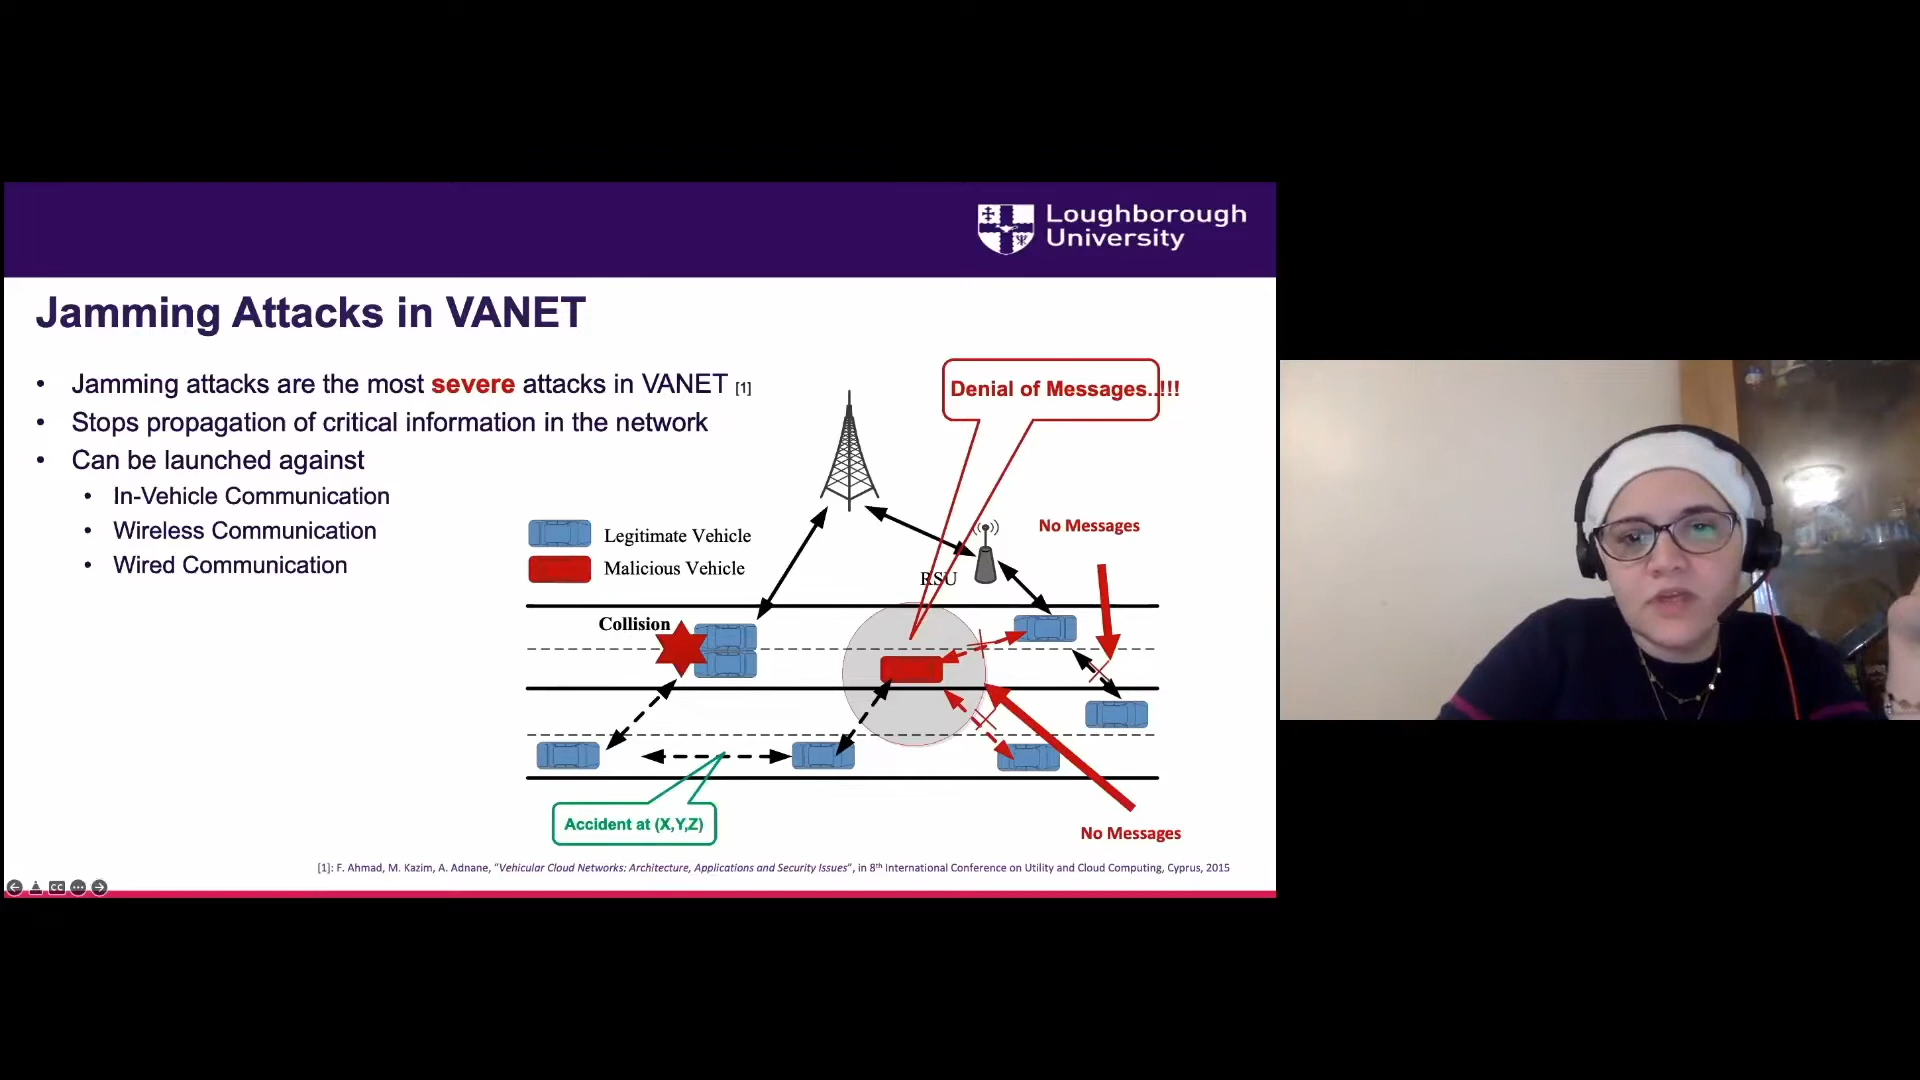 Loughborough
University
Jamming Attacks in VANET
• Jamming attacks are the most severe attacks in VANET [1]
• Stops propagation of critical information in the network
• Can be launched against
• In-Vehicle Communication
• Wireless Communication
• Wired Communication
Denial of Messages..!!!
No Messages
Legitimate Vehicle
Malicious Vehicle
RSU
Collision
Accident at (X,Y,Z)
No Messages
[1]: F. Ahmad, M. Kazim, A. Adnane, “Vehicular Cloud Networks: Architecture, Applications and Security Issues”, in 8th International Conference on Utility and Cloud Computing, Cyprus, 2015
CC